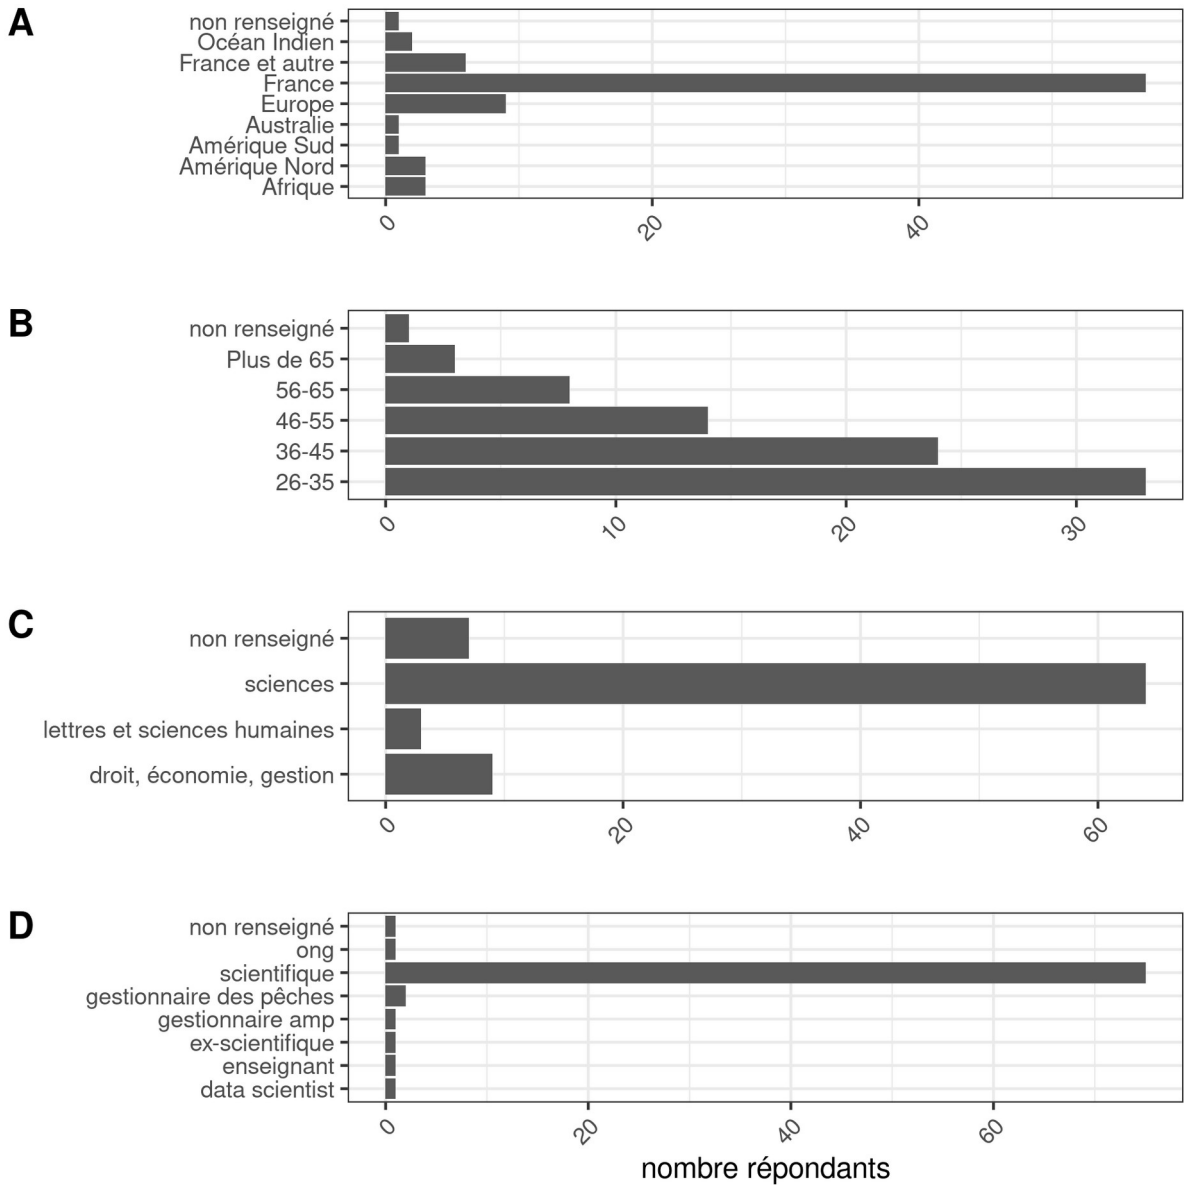 A
non renseigné
Océan Indien
France et autre
France
Europe
Australie
Amérique Sud
Amérique Nord
Afrique
0 20 40
B
non renseigné
Plus de 65
56-65
46-55
36-45
26-35
0 10 20 30
C
non renseigné
sciences
lettres et sciences humaines
droit, économie, gestion
0 20 40 60
D
non renseigné
ong
scientifique
gestionnaire des pêches
gestionnaire amp
ex-scientifique
enseignant
data scientist
0 20 40 60
nombre répondants